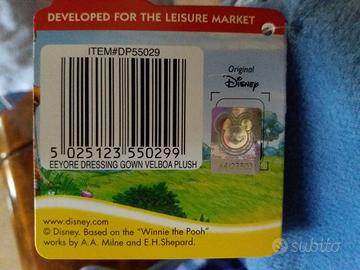 DEVELOPED FOR THE LEISURE MARKET
ITEM#DP55029
Original
Disney
5 025123 550299
EEYORE DRESSING GOWN VELBOA PLUSH
www.disney.com
© Disney. Based on the "Winnie the Pooh"
works by A.A. Milne and E.H.Shepard.
subito